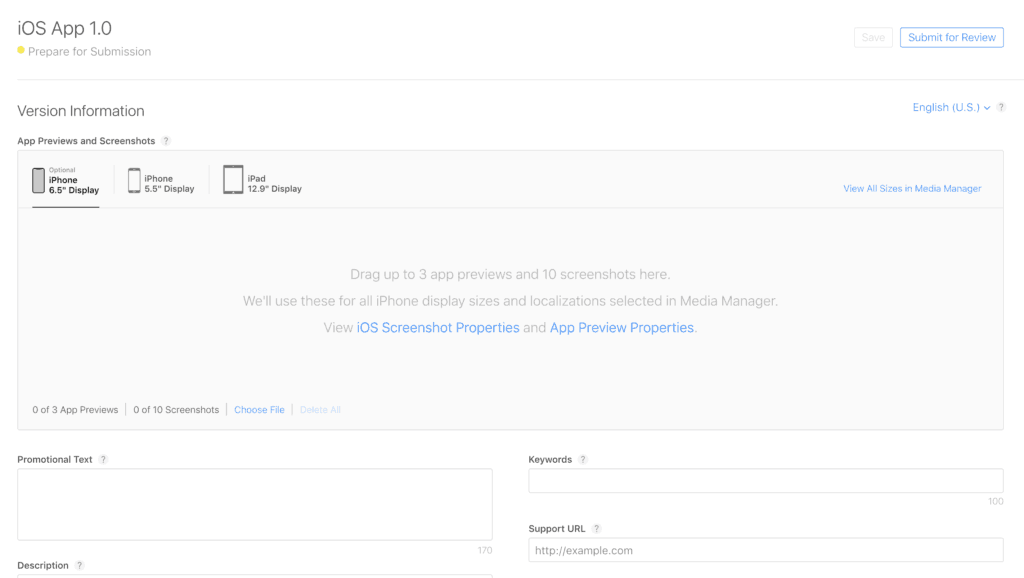 iOS App 1.0
Prepare for Submission
Save
Submit for Review
Version Information
English (U.S.)
?
App Previews and Screenshots ?
Optional
iPhone
6.5" Display
iPhone
5.5" Display
iPad
12.9" Display
View All Sizes in Media Manager
Drag up to 3 app previews and 10 screenshots here.
We'll use these for all iPhone display sizes and localizations selected in Media Manager.
View iOS Screenshot Properties and App Preview Properties.
0 of 3 App Previews
0 of 10 Screenshots
Choose File
Delete All
Promotional Text ?
170
Keywords ?
100
Support URL ?
http://example.com
Description ?